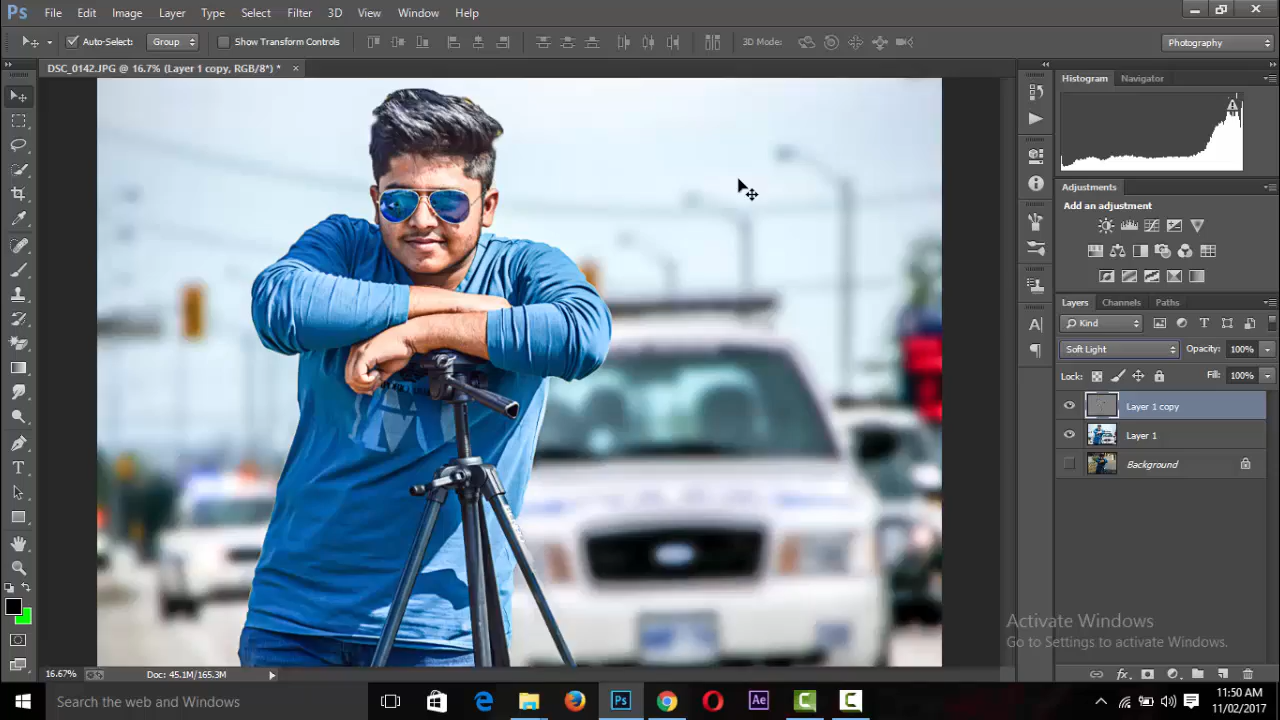 Ps File Edit Image Layer Type Select Filter 3D View Window Help
Auto-Select: Group Show Transform Controls 3D Mode: Photography
DSC_0142.JPG @ 16.7% (Layer 1 copy, RGB/8*) *
Histogram Navigator
Adjustments
Add an adjustment
Layers Channels Paths
Kind
Soft Light Opacity: 100%
Lock: Fill: 100%
Layer 1 copy
Layer 1
Background
Activate Windows
Go to Settings to activate Windows.
16.67% Doc: 45.1M/165.3M
Search the web and Windows
Ps Ae
11:50 AM
11/02/2017